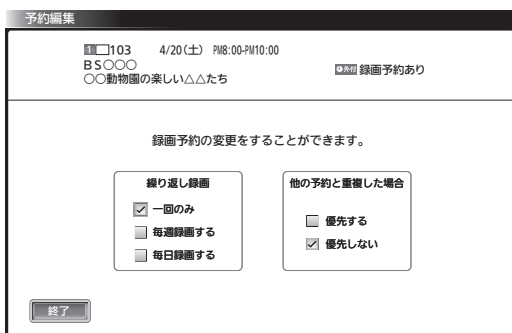 予約編集
1 103 4/20(土) PM8:00-PM10:00
BS○○○
○○動物園の楽しい△△たち
外付 録画予約あり
録画予約の変更をすることができます。
繰り返し録画
一回のみ
毎週録画する
毎日録画する
他の予約と重複した場合
優先する
優先しない
終了